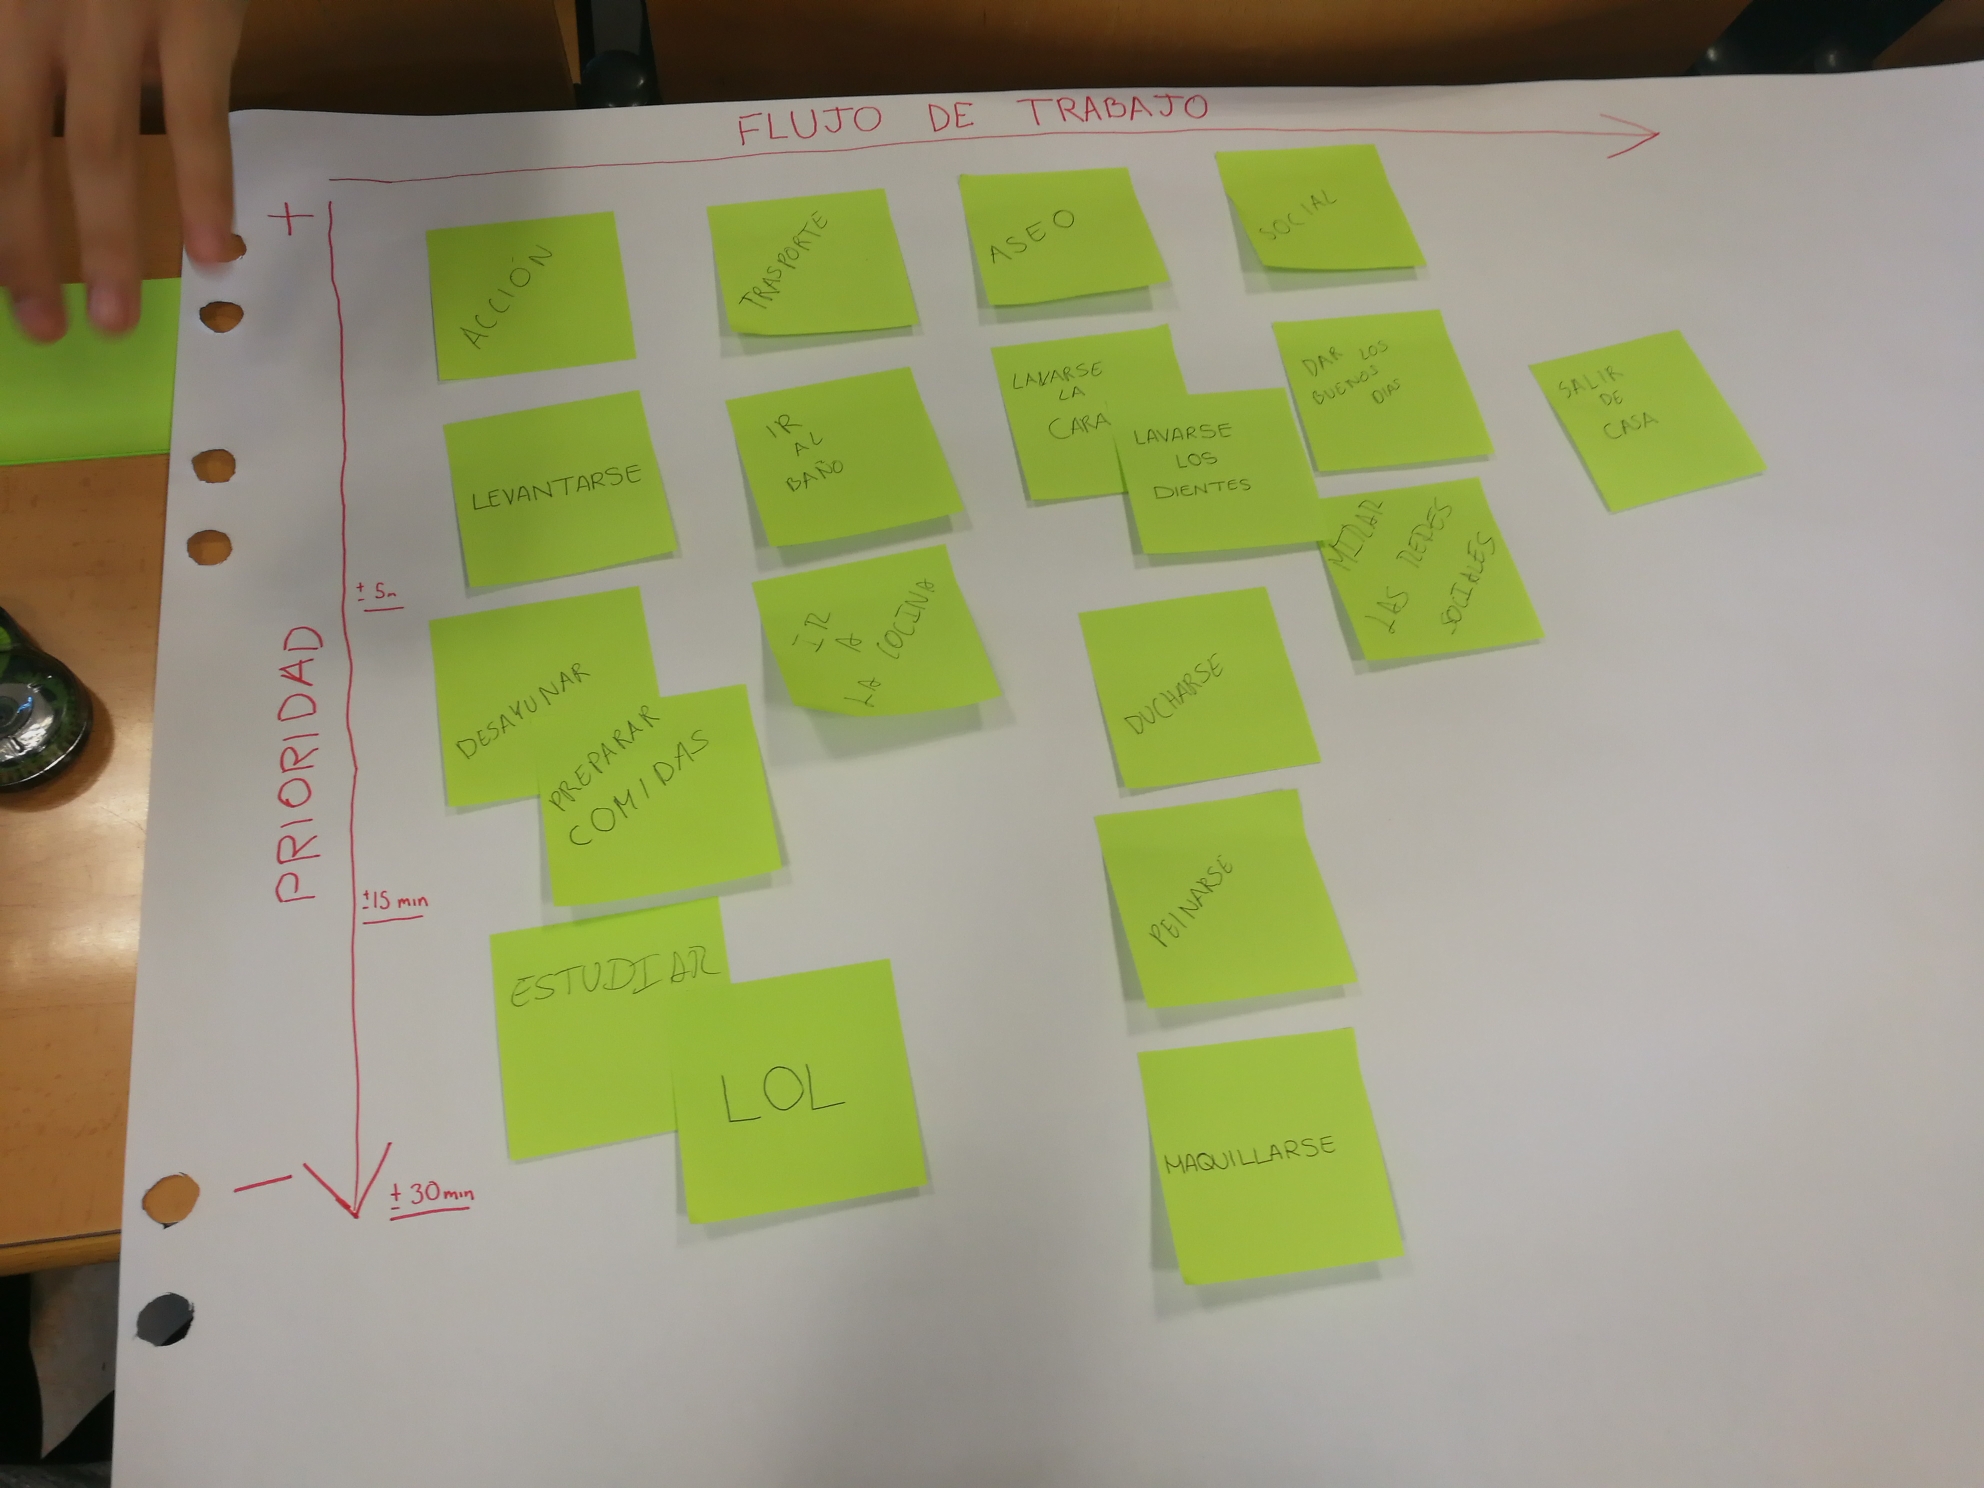 FLUJO DE TRABAJO
+
ACCIÓN
TRASPORTE
ASEO
SOCIAL
LEVANTARSE
IR
AL
BAÑO
LAVARSE
LA
CARA
LAVARSE
LOS
DIENTES
DAR LOS
BUENOS
DIAS
SALIR
DE
CASA
± 5m
PRIORIDAD
DESAYUNAR
PREPARAR
COMIDAS
IR
A
LA COCINA
DUCHARSE
MIRAR
LAS REDES
SOCIALES
±15 min
ESTUDIAR
LOL
PEINARSE
MAQUILLARSE
—
± 30min